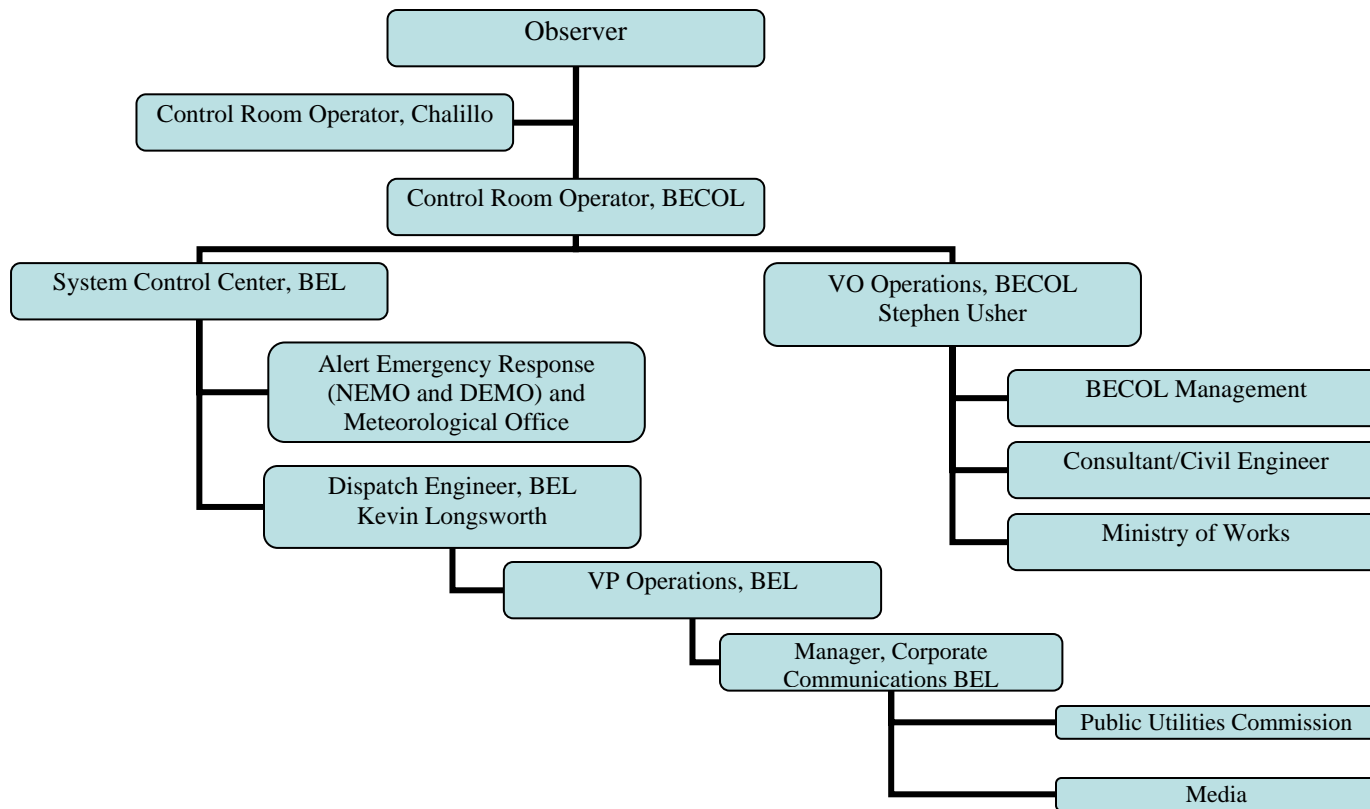 Observer
Control Room Operator, Chalillo
Control Room Operator, BECOL
System Control Center, BEL
VO Operations, BECOL
Stephen Usher
Alert Emergency Response
(NEMO and DEMO) and
Meteorological Office
BECOL Management
Consultant/Civil Engineer
Dispatch Engineer, BEL
Kevin Longsworth
Ministry of Works
VP Operations, BEL
Manager, Corporate
Communications BEL
Public Utilities Commission
Media